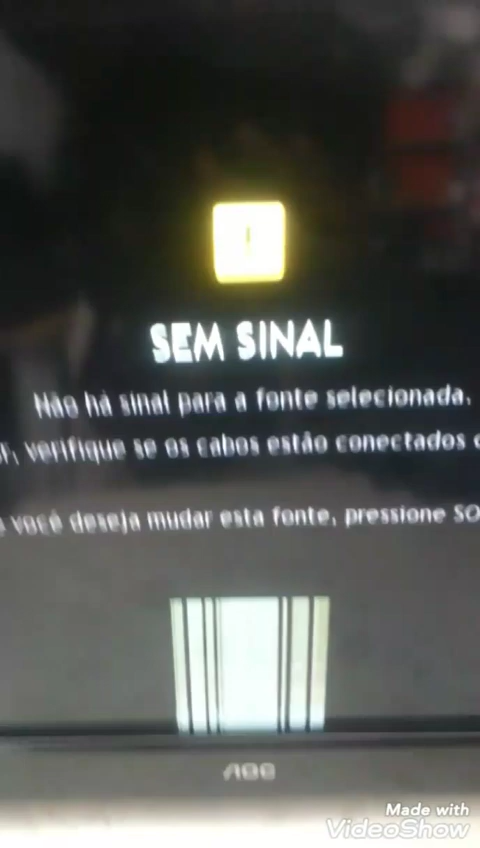 !
SEM SINAL
Não há sinal para a fonte selecionada.
verifique se os cabos estão conectados
você deseja mudar esta fonte, pressione SO
AOC
Made with
VideoShow